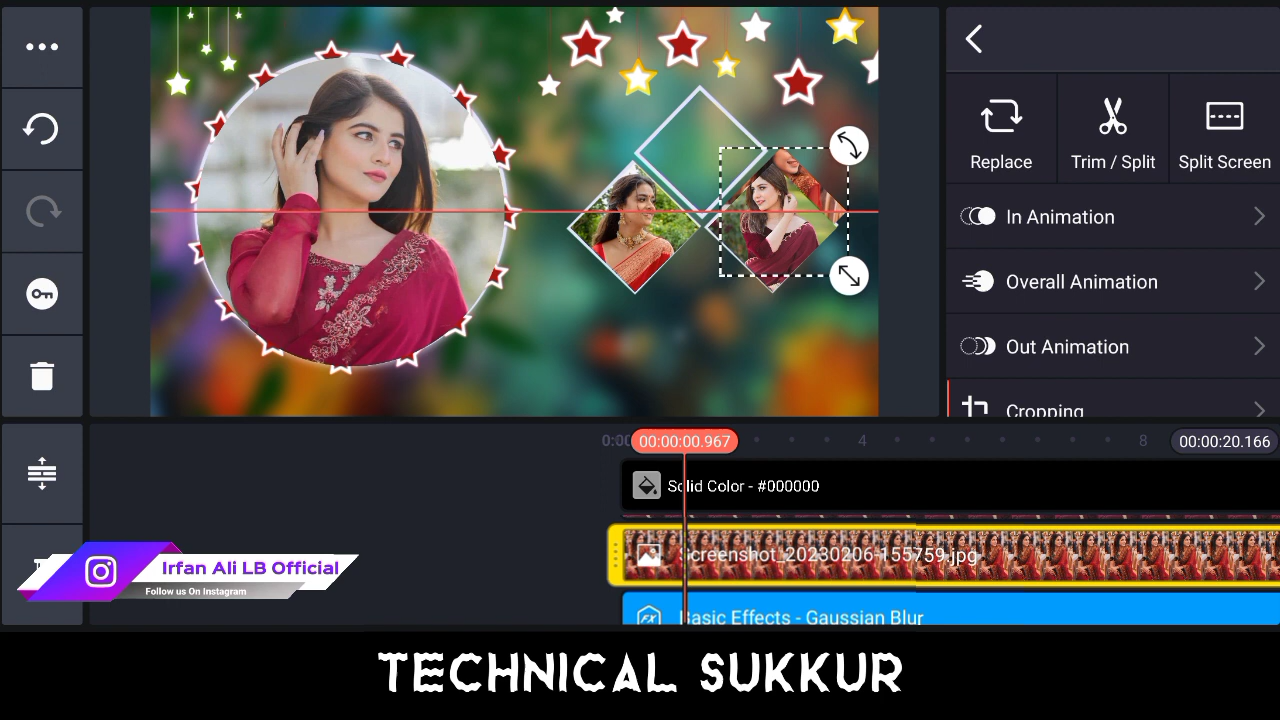 Replace
Trim / Split
Split Screen
In Animation
Overall Animation
Out Animation
Cropping
00:00:00.967
4
8
00:00:20.166
Solid Color - #000000
Screenshot_20230206-155759.jpg
Basic Effects - Gaussian Blur
Irfan Ali LB Official
Follow us On Instagram
TECHNICAL SUKKUR